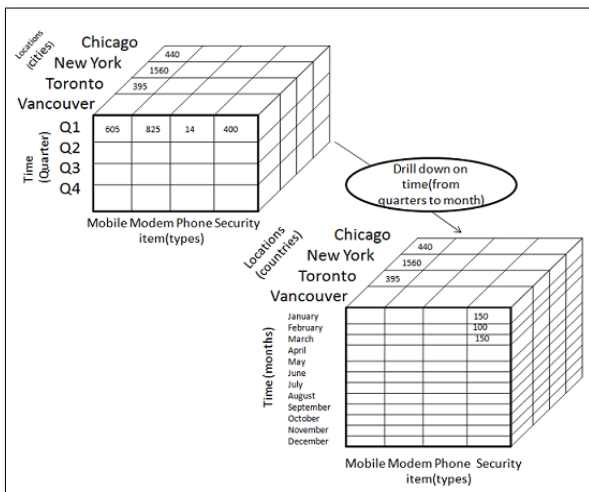 Locations
(cities)
Chicago
New York
Toronto
Vancouver
440
1560
395
Time
(Quarter)
Q1 605 825 14 400
Q2
Q3
Q4
Mobile Modem Phone Security
item(types)
Drill down on
time(from
quarters to month)
Locations
(countries)
Chicago
New York
Toronto
Vancouver
440
1560
395
Time(months)
January 150
February 100
March 150
April
May
June
July
August
September
October
November
December
Mobile Modem Phone Security
item(types)